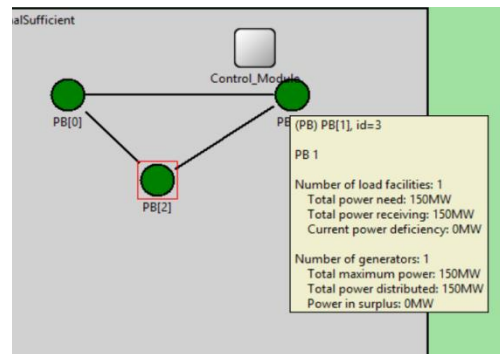 alSufficient
Control_Module
PB[0]
PB
PB[2]
(PB) PB[1], id=3
PB 1
Number of load facilities: 1
Total power need: 150MW
Total power receiving: 150MW
Current power deficiency: 0MW
Number of generators: 1
Total maximum power: 150MW
Total power distributed: 150MW
Power in surplus: 0MW